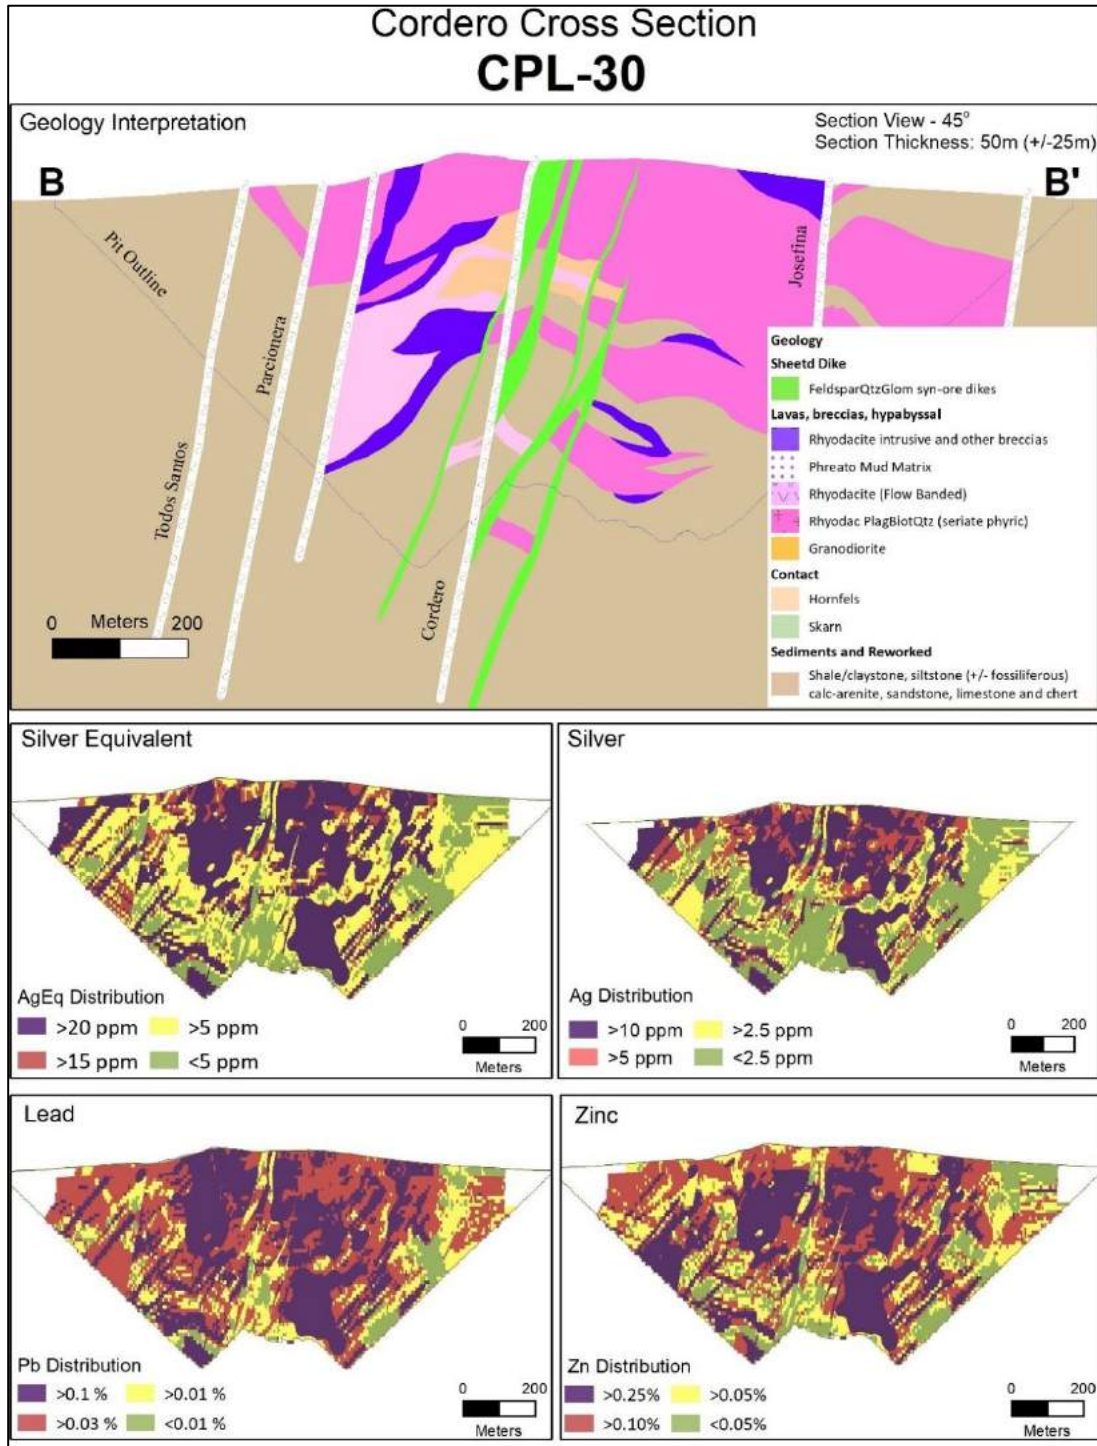 Cordero Cross Section
CPL-30
Geology Interpretation
Section View - 45°
Section Thickness: 50m (+/-25m)
B
B'
Pit Outline
Todos Santos
Parcionera
Cordero
Josefina
0 Meters 200
Geology
Sheetd Dike
FeldsparQtzGlom syn-ore dikes
Lavas, breccias, hypabyssal
Rhyodacite intrusive and other breccias
Phreato Mud Matrix
Rhyodacite (Flow Banded)
Rhyodac PlagBiotQtz (seriate phyric)
Granodiorite
Contact
Hornfels
Skarn
Sediments and Reworked
Shale/claystone, siltstone (+/- fossiliferous)
calc-arenite, sandstone, limestone and chert
Silver Equivalent
AgEq Distribution
>20 ppm >5 ppm
>15 ppm <5 ppm
0 200
Meters
Silver
Ag Distribution
>10 ppm >2.5 ppm
>5 ppm <2.5 ppm
0 200
Meters
Lead
Pb Distribution
>0.1 % >0.01 %
>0.03 % <0.01 %
0 200
Meters
Zinc
Zn Distribution
>0.25% >0.05%
>0.10% <0.05%
0 200
Meters